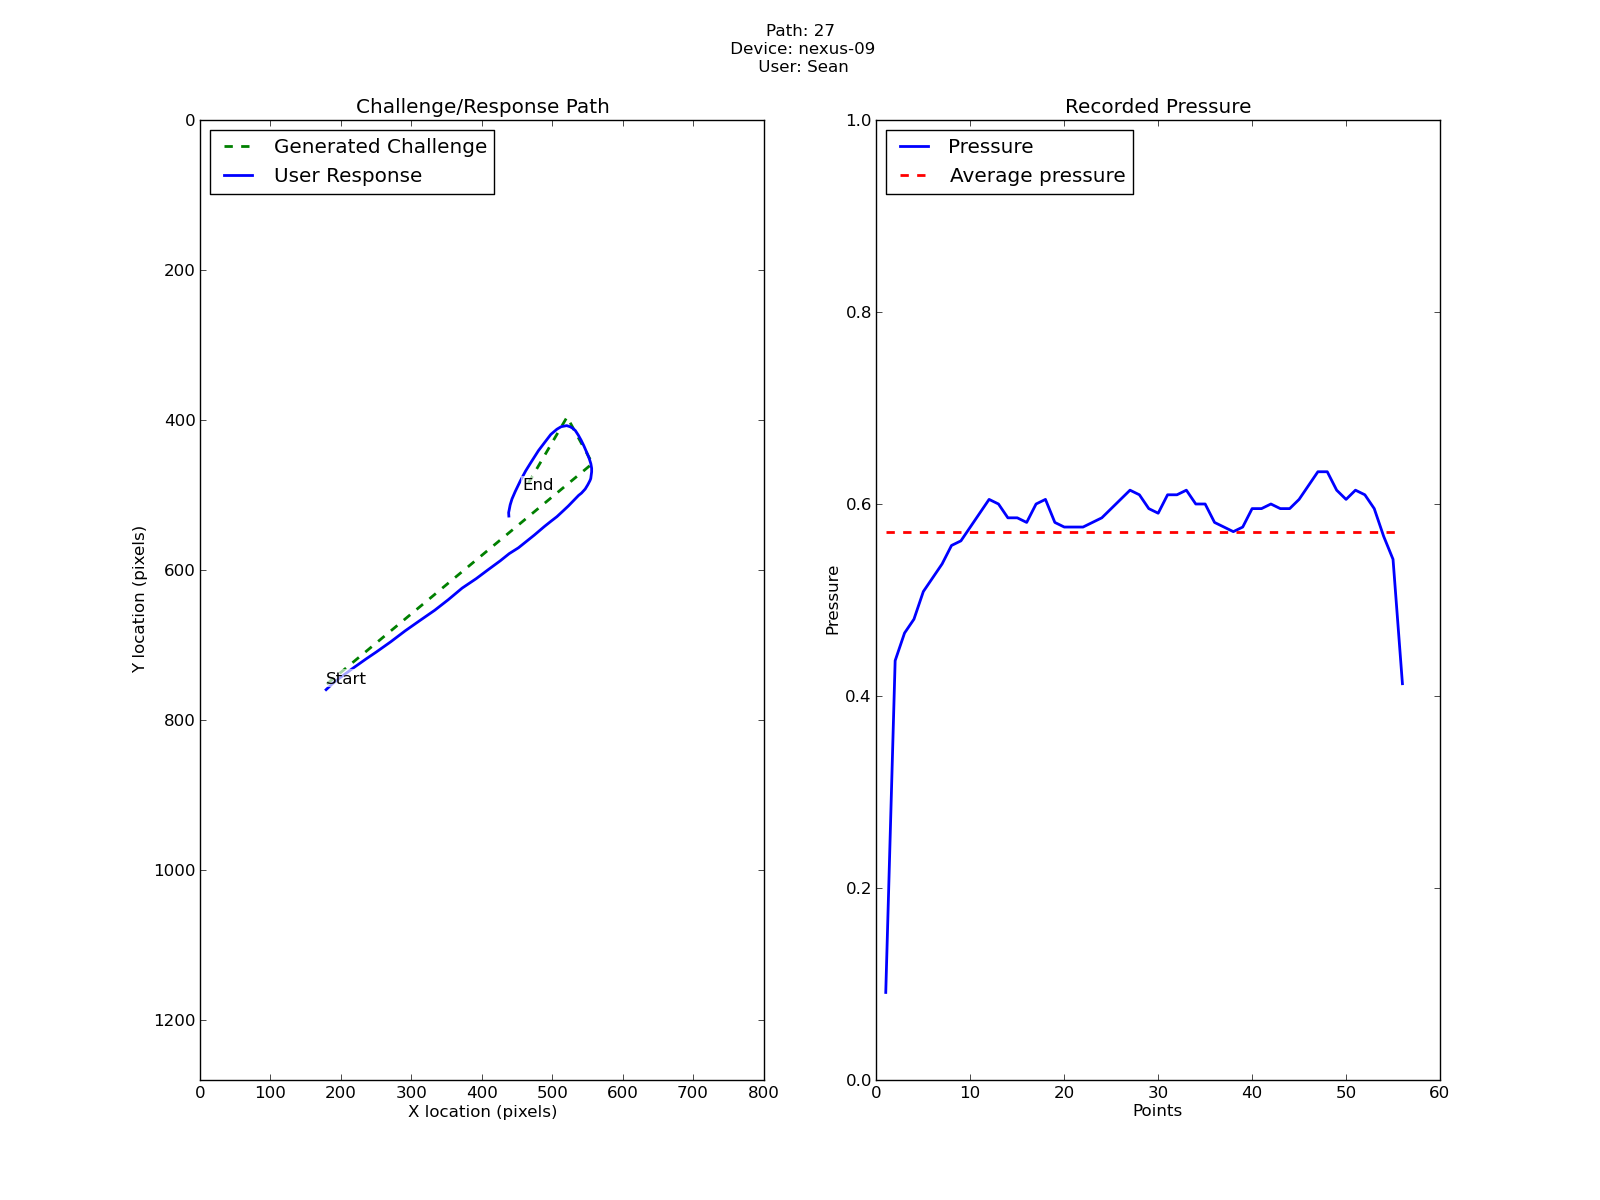 Path: 27
Device: nexus-09
User: Sean
Challenge/Response Path
Generated Challenge
User Response
0
200
400
600
800
1000
1200
Y location (pixels)
Start
End
0 100 200 300 400 500 600 700 800
X location (pixels)
Recorded Pressure
Pressure
Average pressure
1.0
0.8
0.6
0.4
0.2
0.0
Pressure
0 10 20 30 40 50 60
Points